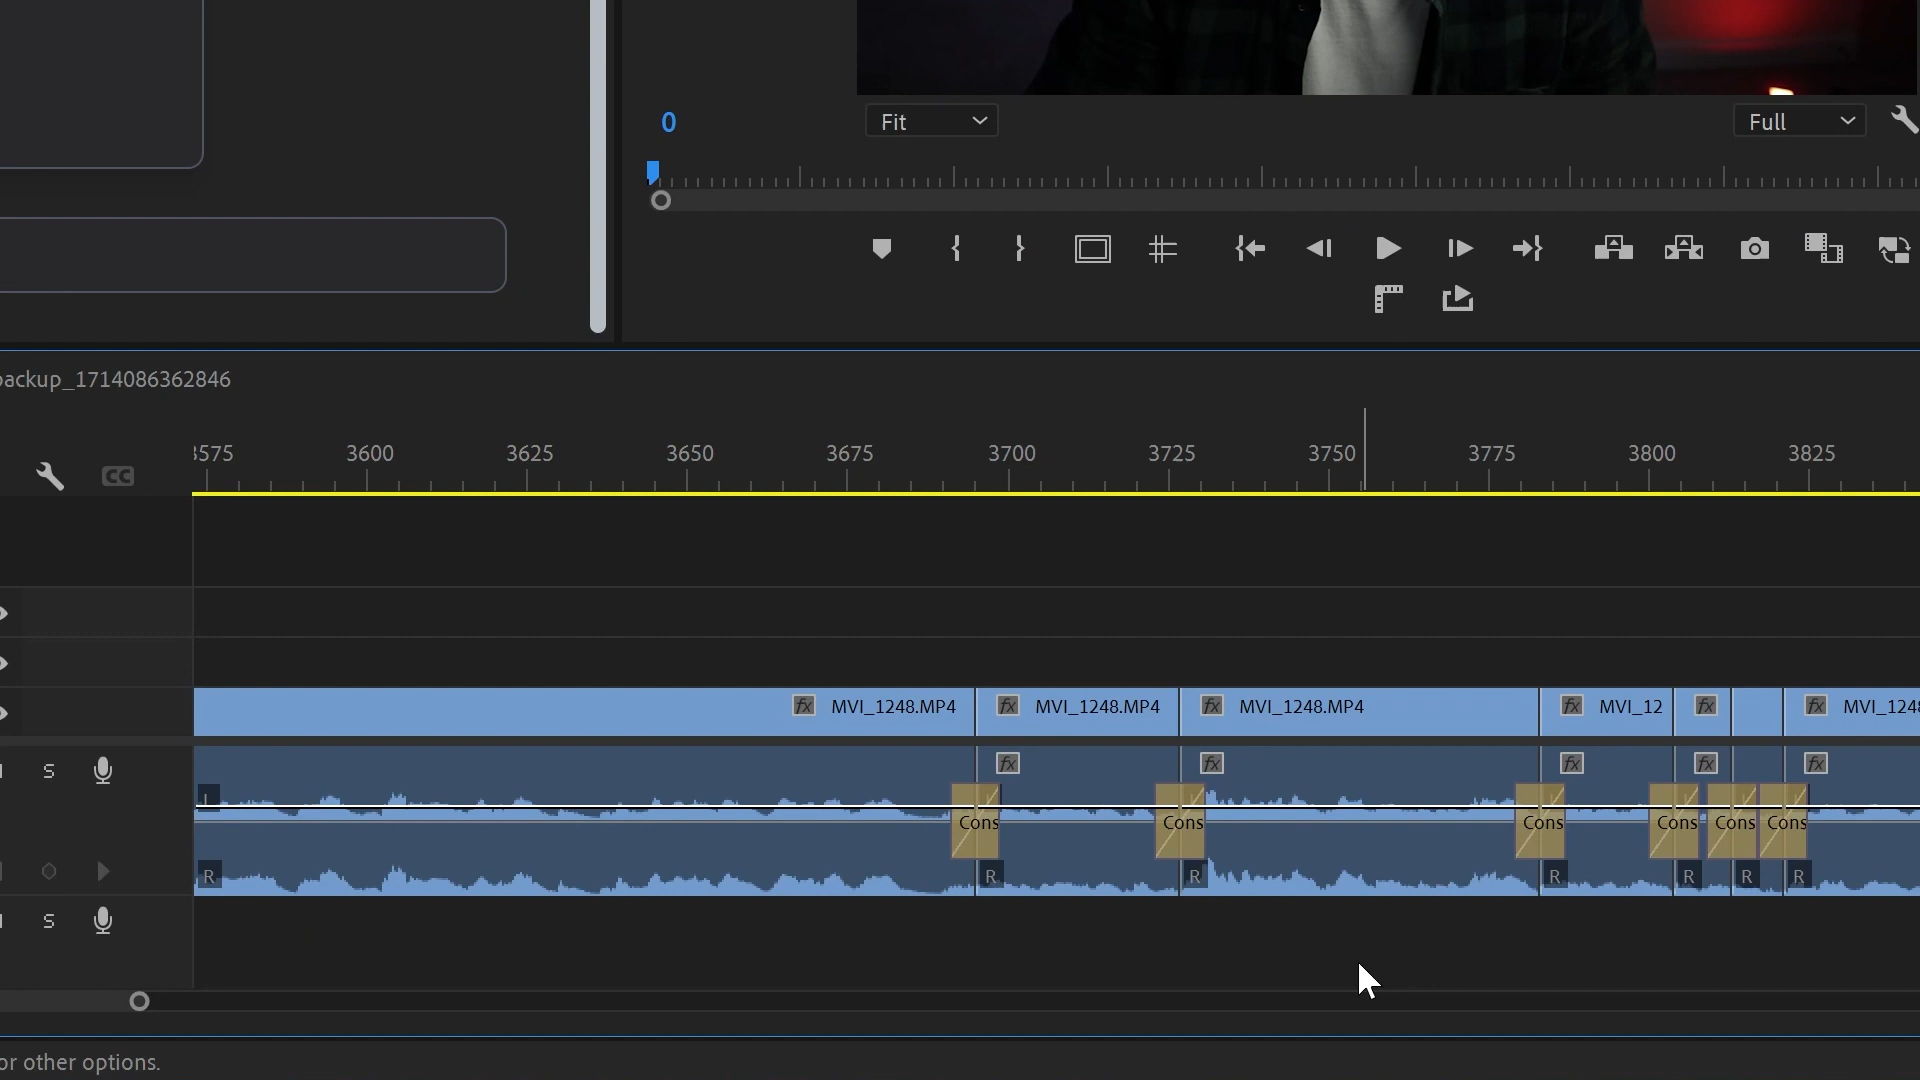 0
Fit
Full
backup_1714086362846
3575 3600 3625 3650 3675 3700 3725 3750 3775 3800 3825
CC
fx MVI_1248.MP4 fx MVI_1248.MP4 fx MVI_1248.MP4 fx MVI_12 fx fx MVI_1248
S fx fx fx fx fx
L
Cons Cons Cons Cons Cons Cons
R R R R R R R
S
or other options.